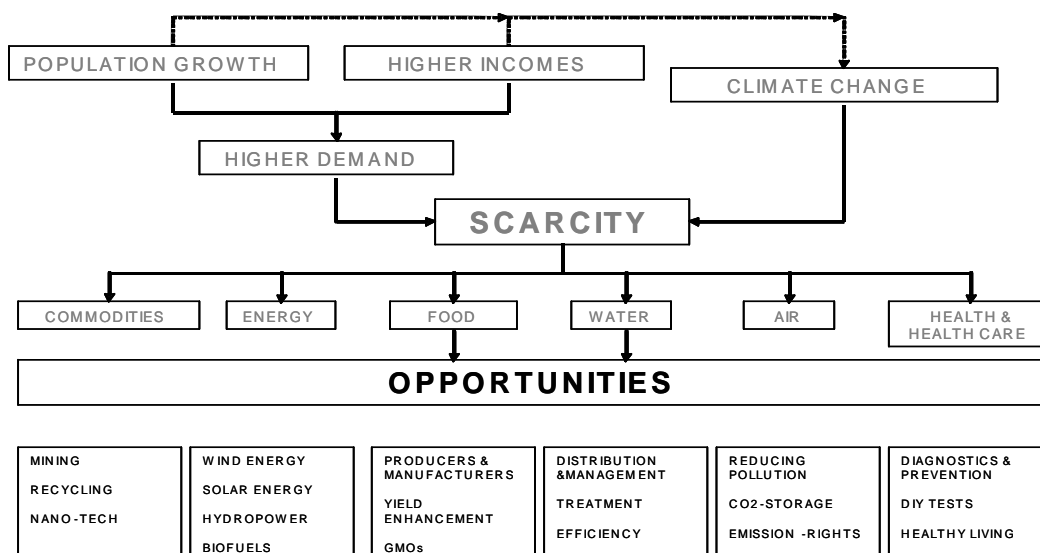 POPULATION GROWTH
HIGHER INCOMES
CLIMATE CHANGE
HIGHER DEMAND
SCARCITY
COMMODITIES
ENERGY
FOOD
WATER
AIR
HEALTH &
HEALTH CARE
OPPORTUNITIES
MINING
RECYCLING
NANO-TECH
WIND ENERGY
SOLAR ENERGY
HYDROPOWER
BIOFUELS
PRODUCERS &
MANUFACTURERS
YIELD
ENHANCEMENT
GMOs
DISTRIBUTION
&MANAGEMENT
TREATMENT
EFFICIENCY
REDUCING
POLLUTION
CO2-STORAGE
EMISSION -RIGHTS
DIAGNOSTICS &
PREVENTION
DIY TESTS
HEALTHY LIVING